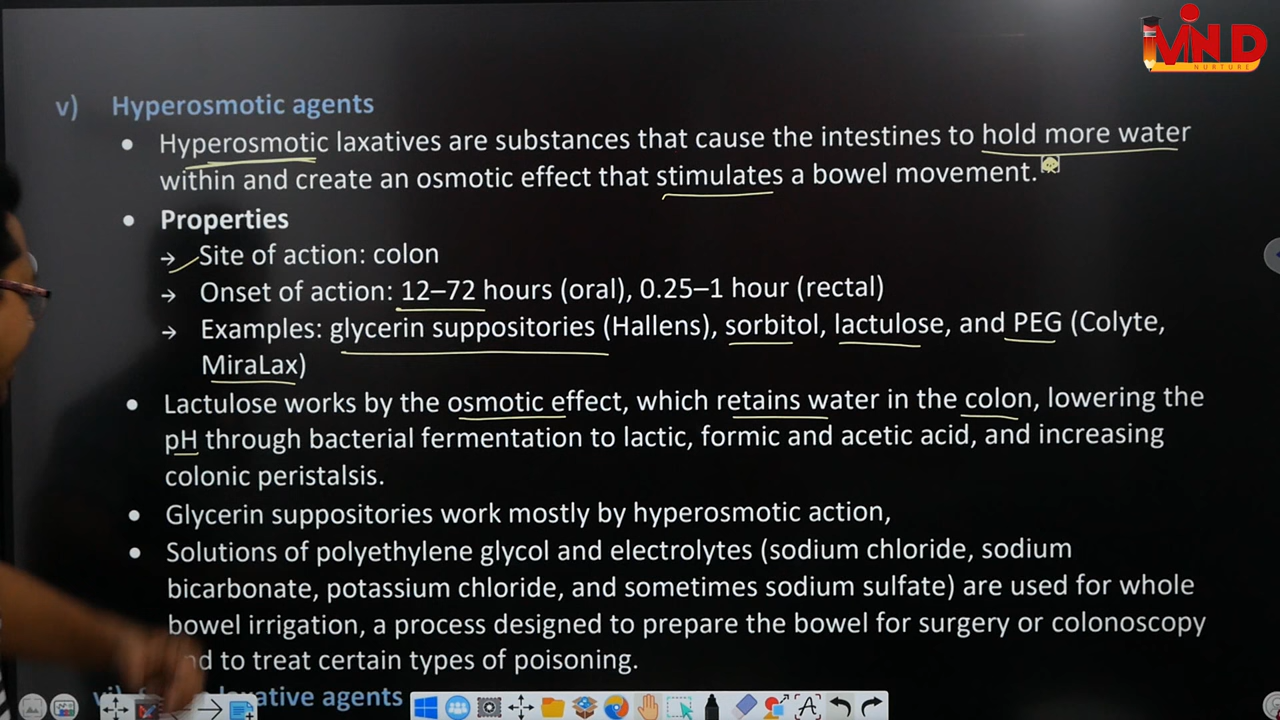 MIND
NURTURE
v) Hyperosmotic agents
• Hyperosmotic laxatives are substances that cause the intestines to hold more water
within and create an osmotic effect that stimulates a bowel movement.
• Properties
→ Site of action: colon
→ Onset of action: 12–72 hours (oral), 0.25–1 hour (rectal)
→ Examples: glycerin suppositories (Hallens), sorbitol, lactulose, and PEG (Colyte,
MiraLax)
• Lactulose works by the osmotic effect, which retains water in the colon, lowering the
pH through bacterial fermentation to lactic, formic and acetic acid, and increasing
colonic peristalsis.
• Glycerin suppositories work mostly by hyperosmotic action,
• Solutions of polyethylene glycol and electrolytes (sodium chloride, sodium
bicarbonate, potassium chloride, and sometimes sodium sulfate) are used for whole
bowel irrigation, a process designed to prepare the bowel for surgery or colonoscopy
to treat certain types of poisoning.
agents